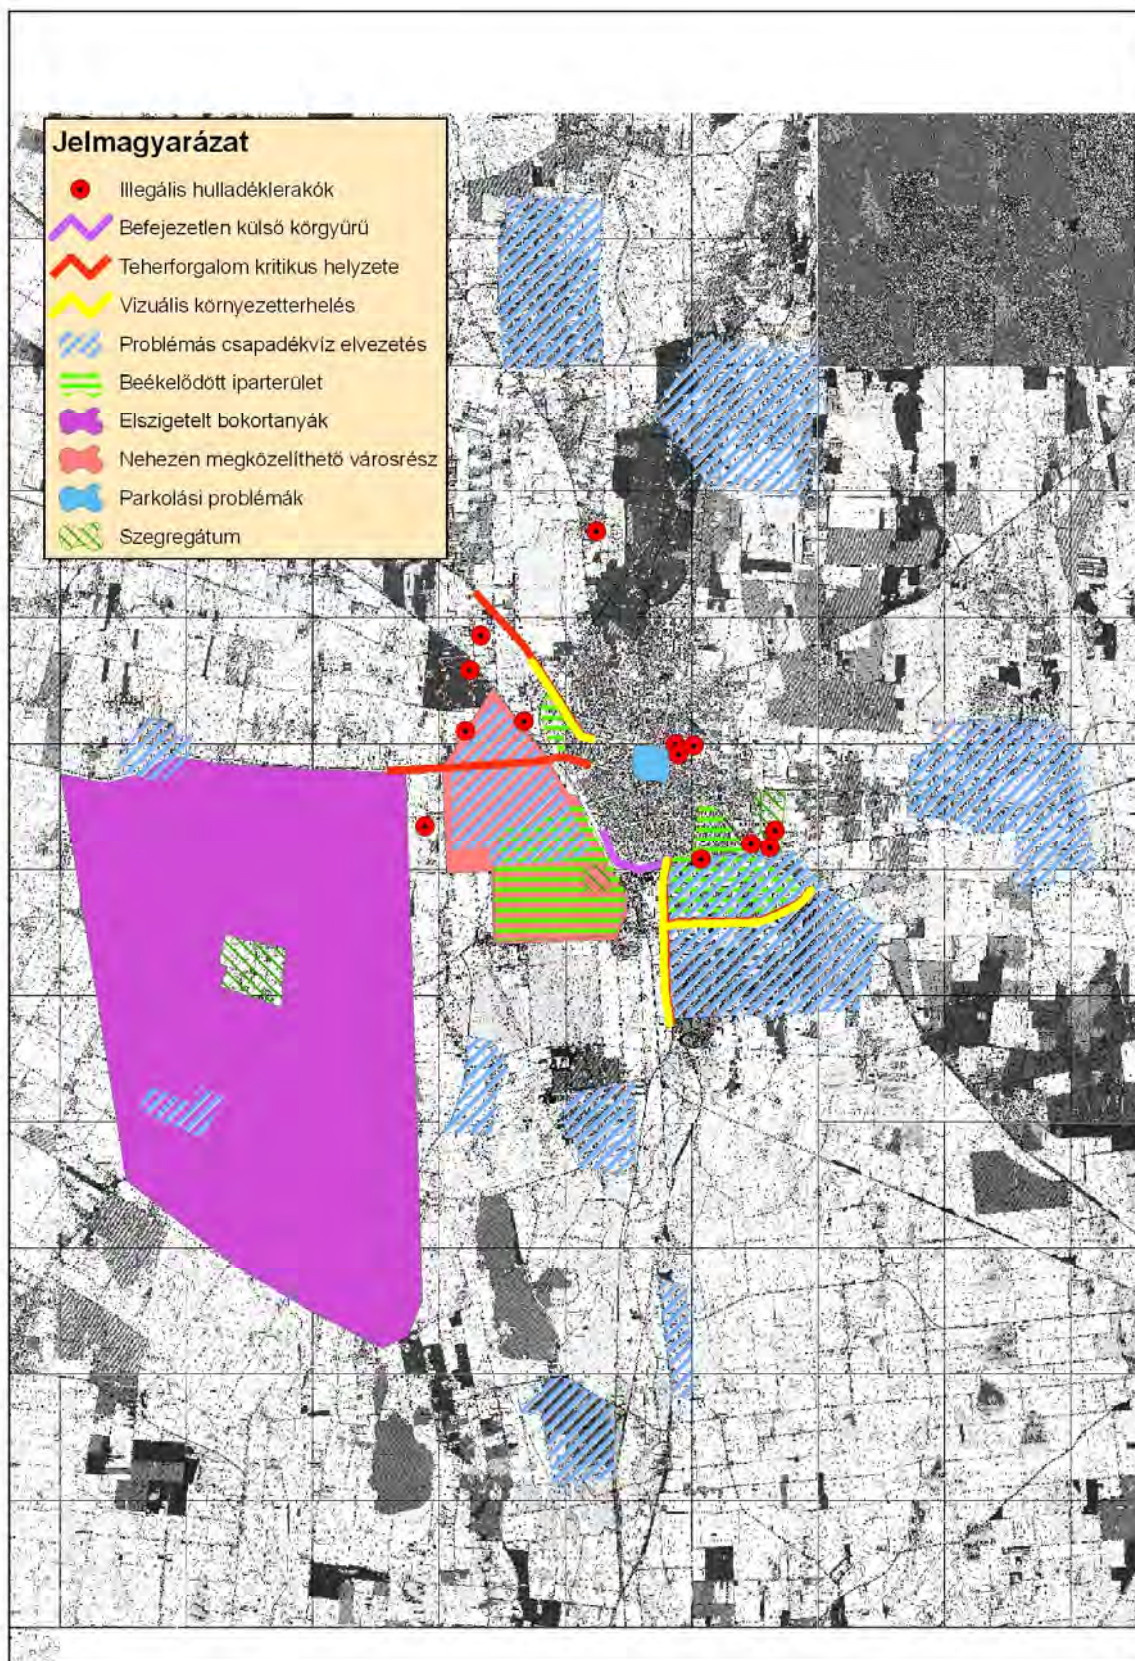 Jelmagyarázat
Illegális hulladéklerakók
Befejezetlen külső körgyűrű
Teherforgalom kritikus helyzete
Vizuális környezetterhelés
Problémás csapadékvíz elvezetés
Beékelődött iparterület
Elszigetelt bokortanyák
Nehezen megközelíthető városrész
Parkolási problémák
Szegregátum